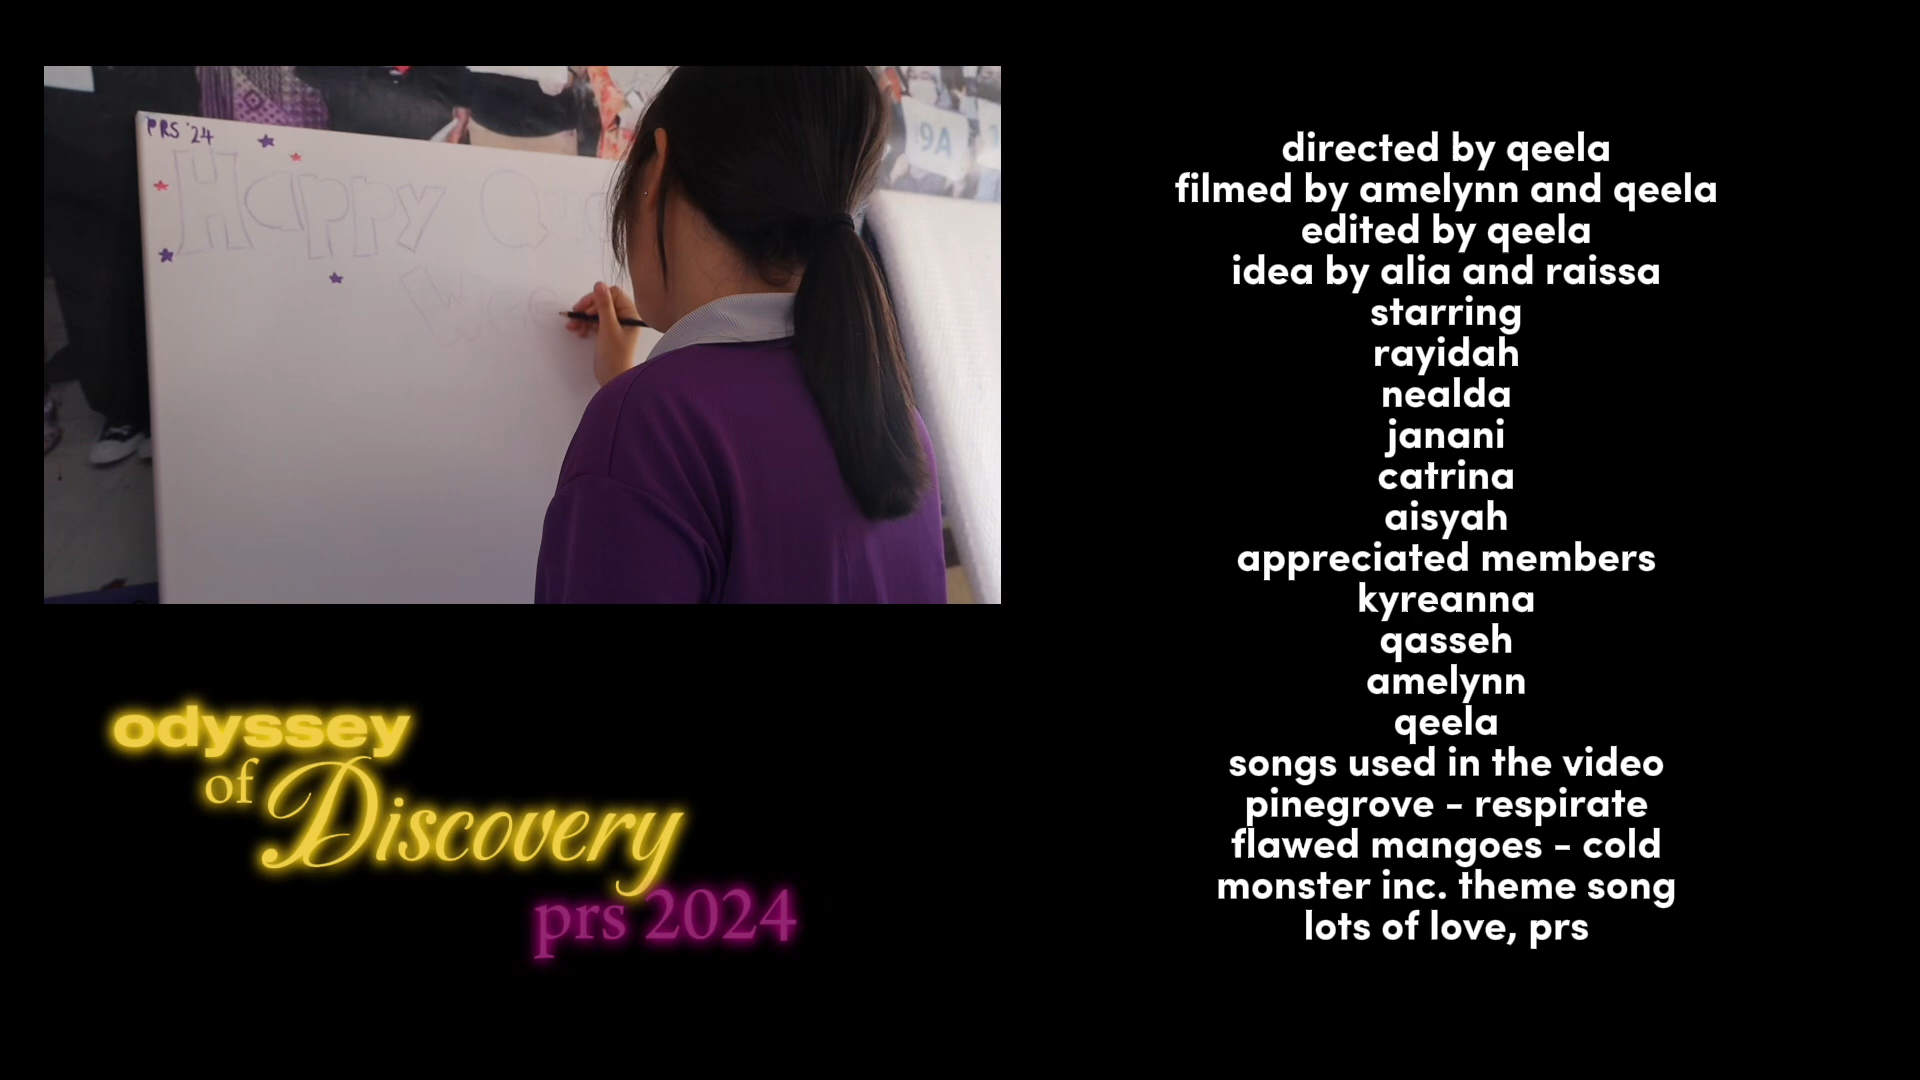 PRS '24
Happy
Wee
9A
odyssey
of Discovery
prs 2024
directed by qeela
filmed by amelynn and qeela
edited by qeela
idea by alia and raissa
starring
rayidah
nealda
janani
catrina
aisyah
appreciated members
kyreanna
qasseh
amelynn
qeela
songs used in the video
pinegrove - respirate
flawed mangoes - cold
monster inc. theme song
lots of love, prs